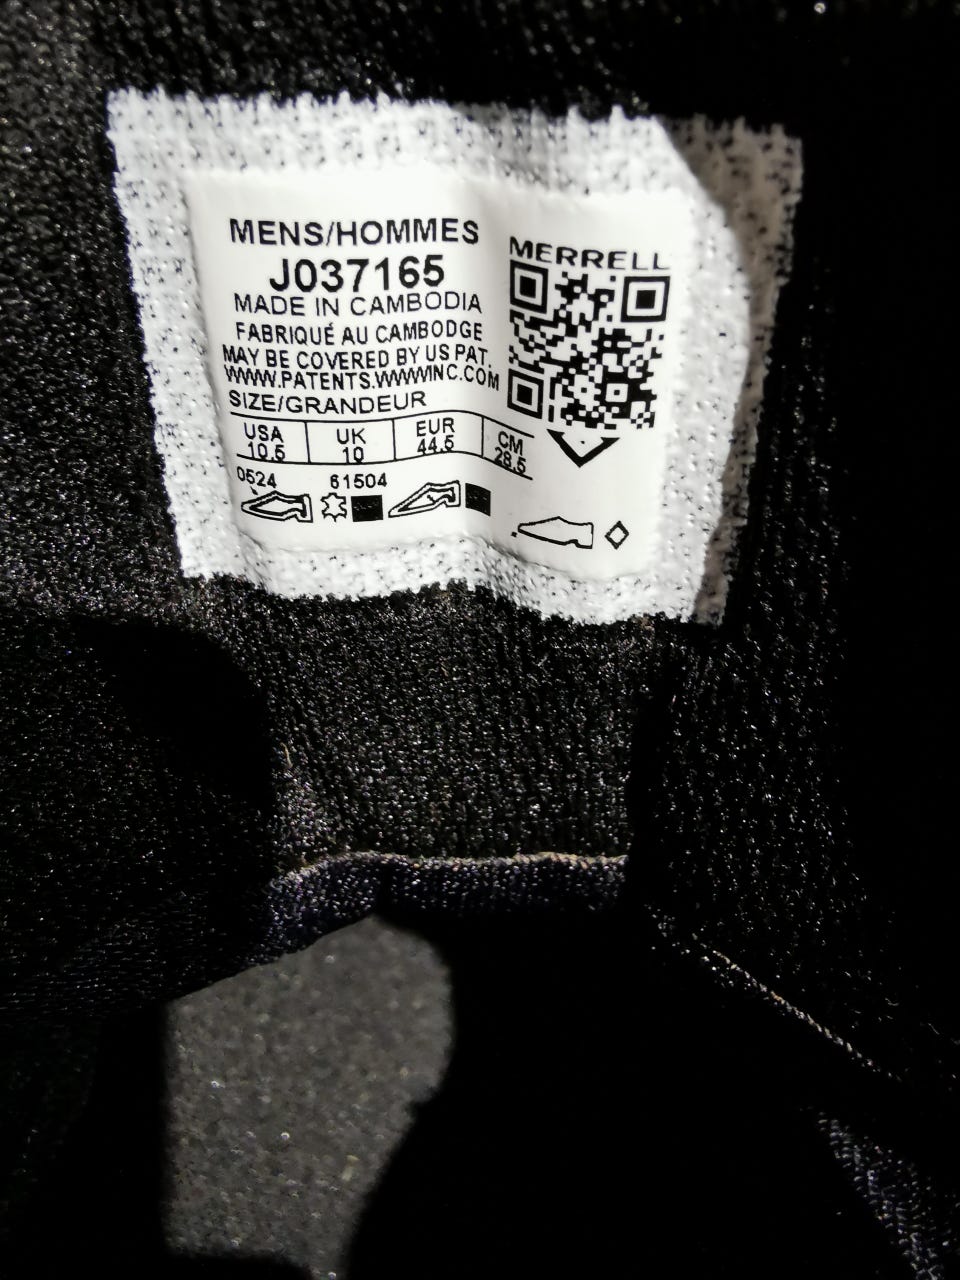 MENS/HOMMES
J037165
MADE IN CAMBODIA
FABRIQUÉ AU CAMBODGE
MAY BE COVERED BY US PAT.
WWW.PATENTS.WWWINC.COM
SIZE/GRANDEUR
USA UK EUR CM
10.5 10 44.5 28.5
0524 61504
MERRELL